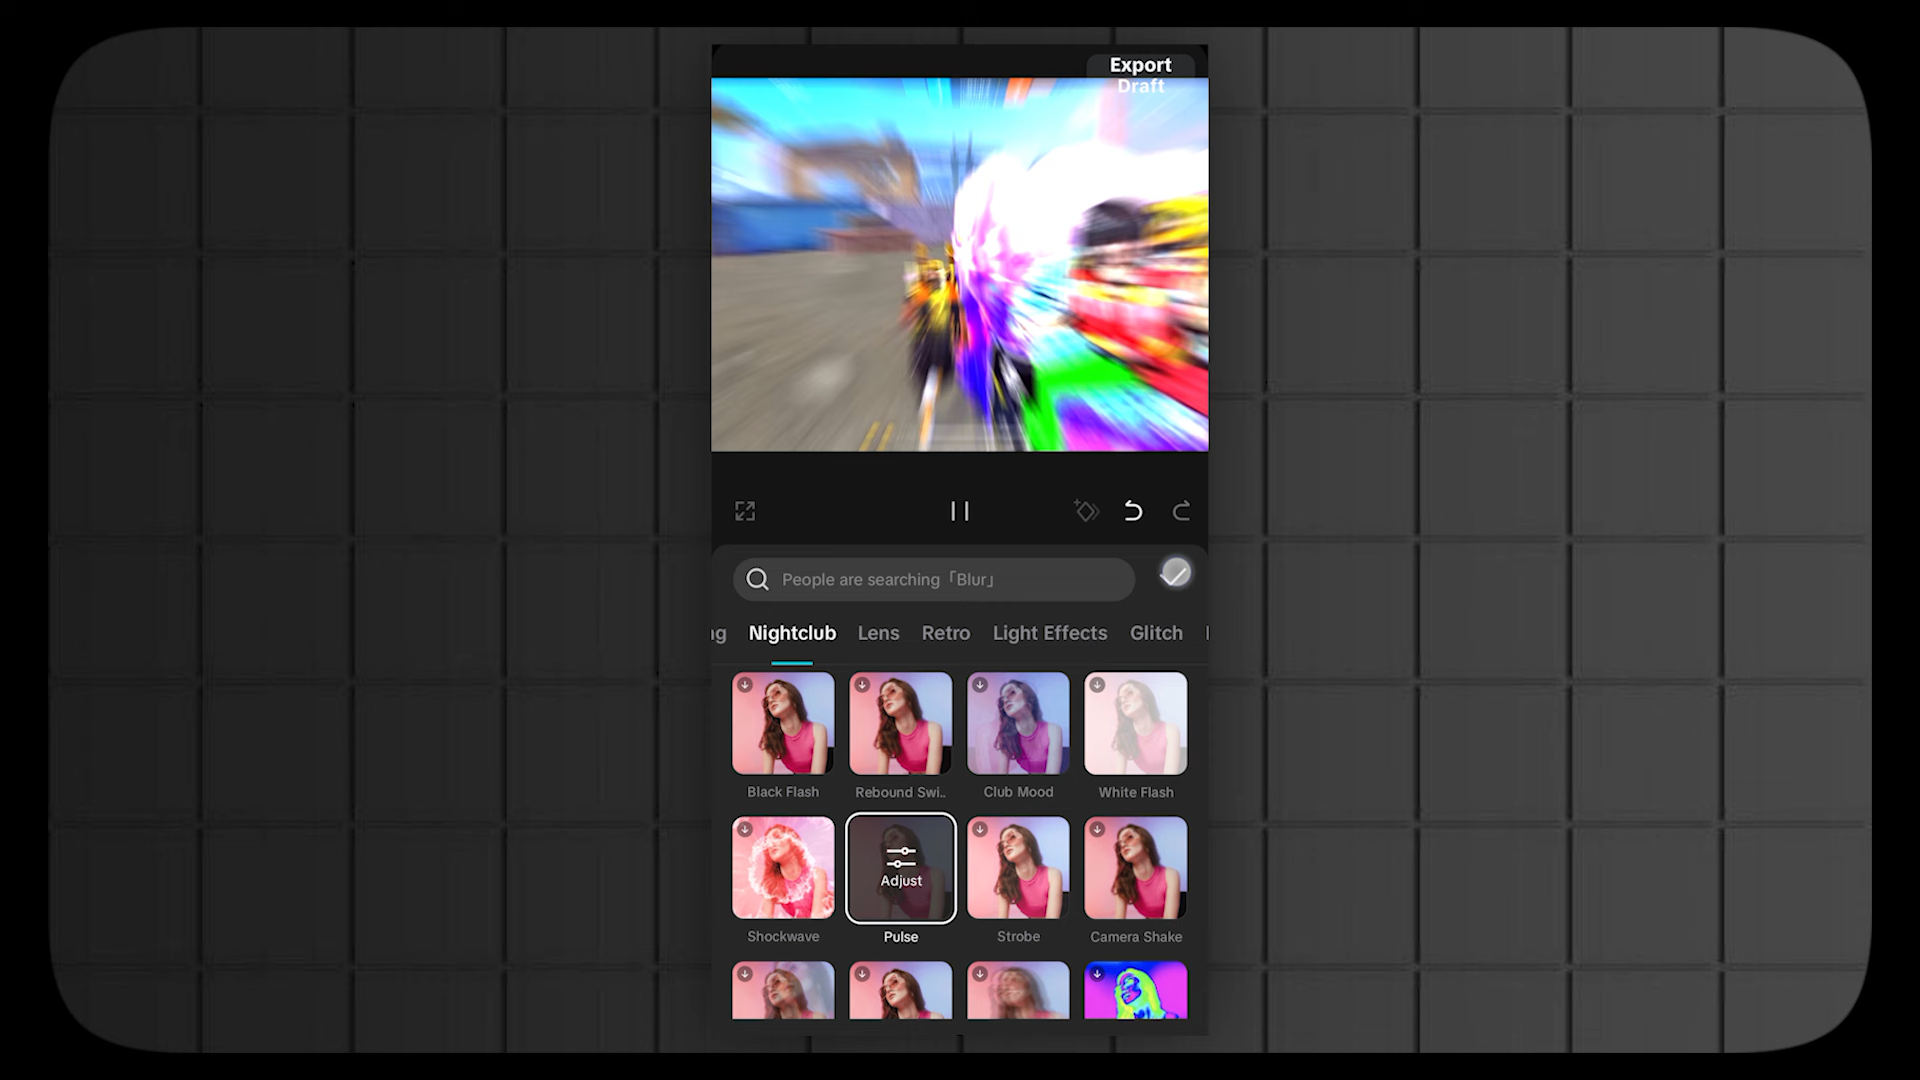 Export
Draft
People are searching「Blur」
ng Nightclub Lens Retro Light Effects Glitch
Black Flash Rebound Swi.. Club Mood White Flash
Adjust
Shockwave Pulse Strobe Camera Shake